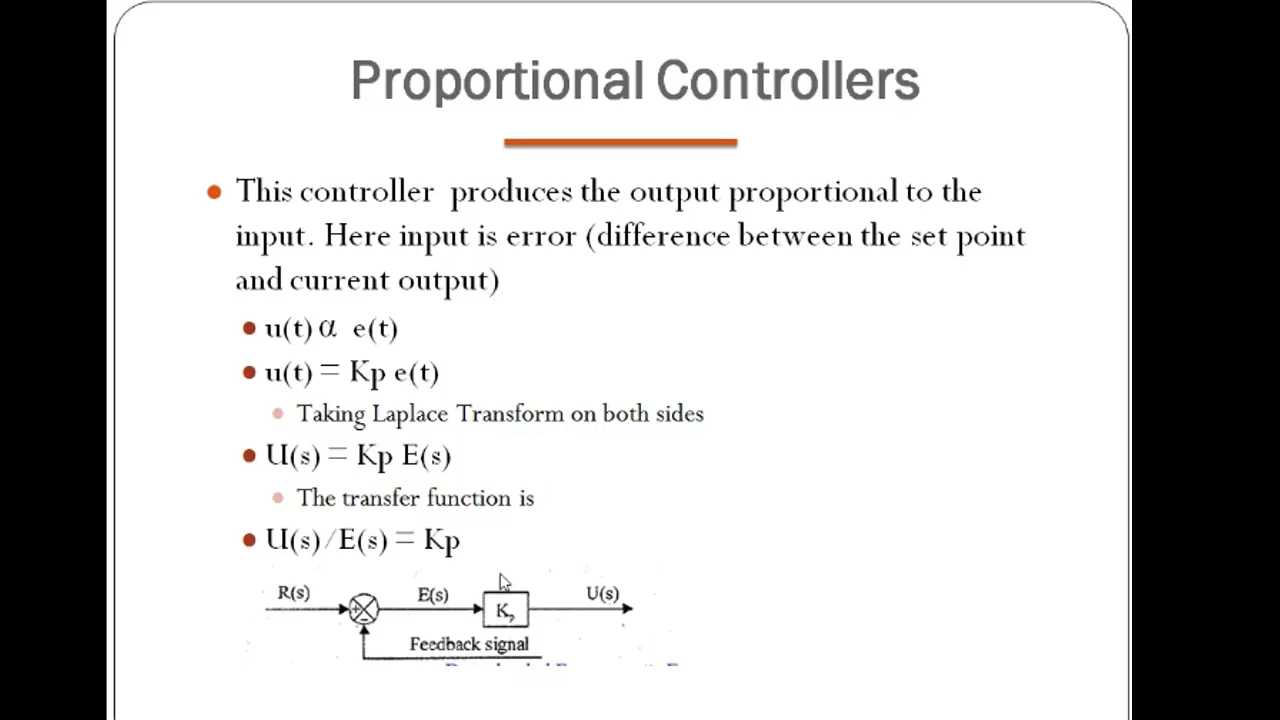 Proportional Controllers
This controller produces the output proportional to the
input. Here input is error (difference between the set point
and current output)
u(t) α e(t)
u(t) = Kp e(t)
Taking Laplace Transform on both sides
U(s) = Kp E(s)
The transfer function is
U(s)/E(s) = Kp
R(s) E(s) U(s)
+ Kp
-
Feedback signal